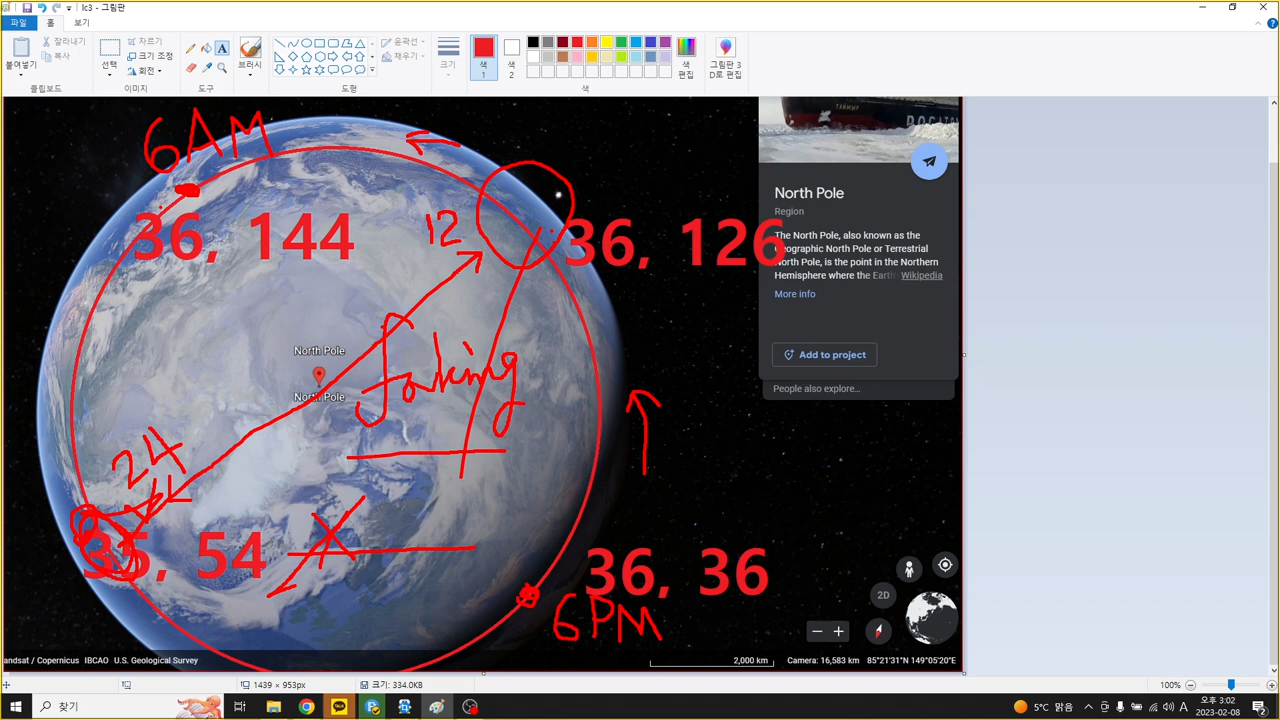 lc3 - 그림판
파일 홈 보기
붙여넣기
잘라내기
복사
클립보드
선택
자르기
크기 조정
회전
이미지
A
도구
브러시
윤곽선
채우기
도형
크기
색
1
색
2
색
편집
그림판 3
D로 편집
색
6AM
36, 144
12
36, 126
North Pole
North Pole
24
35, 54
36, 36
6PM
ТАЙМЫР
North Pole
Region
The North Pole, also known as the
Geographic North Pole or Terrestrial
North Pole, is the point in the Northern
Hemisphere where the Earth's Wikipedia
More info
Add to project
People also explore...
2D
andsat / Copernicus IBCAO U.S. Geological Survey
2,000 km
Camera: 16,583 km 85°21'31"N 149°05'20"E
1439 × 953px
크기: 334.0KB
100%
찾기
5°C 맑음
A
오후 3:02
2023-02-08
2